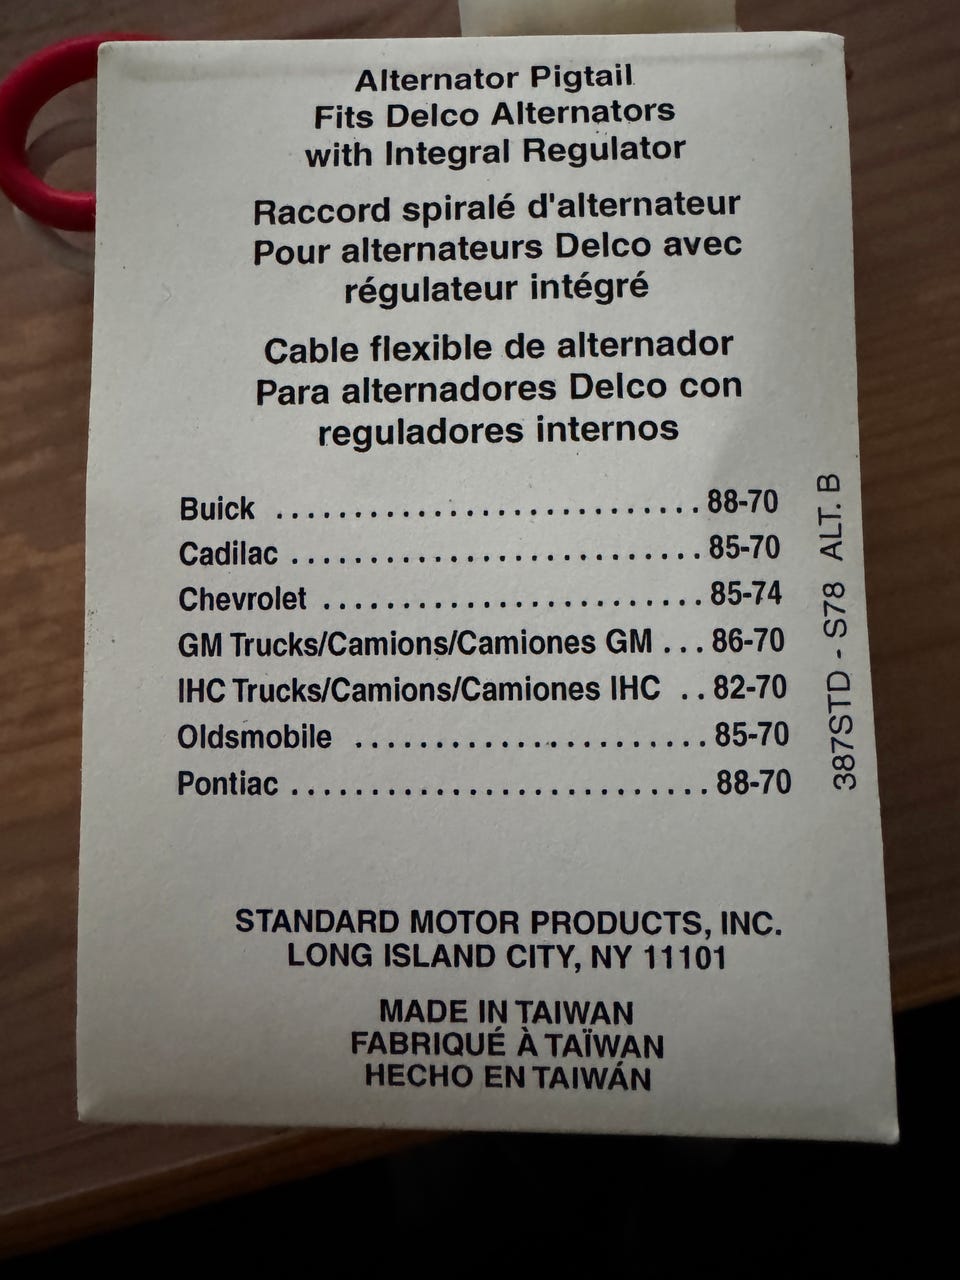 Alternator Pigtail
Fits Delco Alternators
with Integral Regulator
Raccord spiralé d'alternateur
Pour alternateurs Delco avec
régulateur intégré
Cable flexible de alternador
Para alternadores Delco con
reguladores internos
Buick ............................ 88-70
Cadilac .......................... 85-70
Chevrolet ........................ 85-74
GM Trucks/Camions/Camiones GM ... 86-70
IHC Trucks/Camions/Camiones IHC .. 82-70
Oldsmobile ....................... 85-70
Pontiac ........................... 88-70
387STD - S78 ALT. B
STANDARD MOTOR PRODUCTS, INC.
LONG ISLAND CITY, NY 11101
MADE IN TAIWAN
FABRIQUÉ À TAÏWAN
HECHO EN TAIWÁN